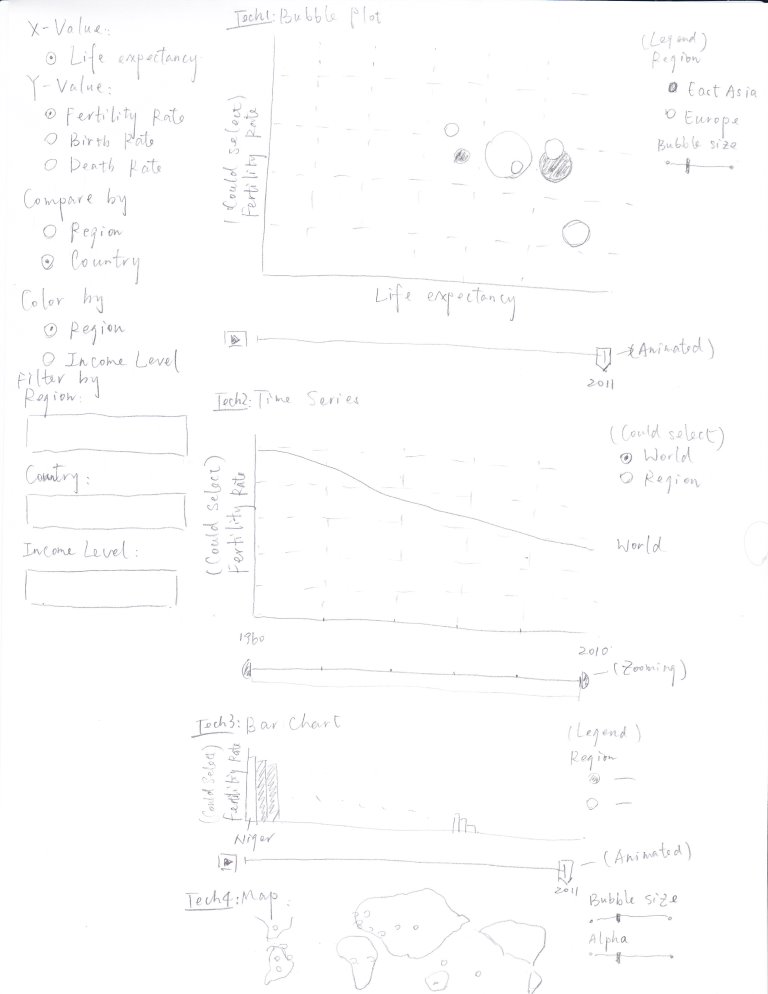 X-Value:
Life expectancy
Y-Value:
Fertility Rate
Birth Rate
Death Rate
Compare by
Region
Country
Color by
Region
Income Level
Filter by
Region:
Country:
Income Level:
Tech1: Bubble Plot
(Could select)
Fertility Rate
Life expectancy
(Legend)
Region
East Asia
Europe
Bubble size
(Animated)
2011
Tech2: Time Series
(Could select)
Fertility Rate
(Could select)
World
Region
World
1960
2010
(Zooming)
Tech3: Bar Chart
(Could Select)
Fertility Rate
Niger
(Legend)
Region
(Animated)
2011
Tech4: Map
Bubble size
Alpha